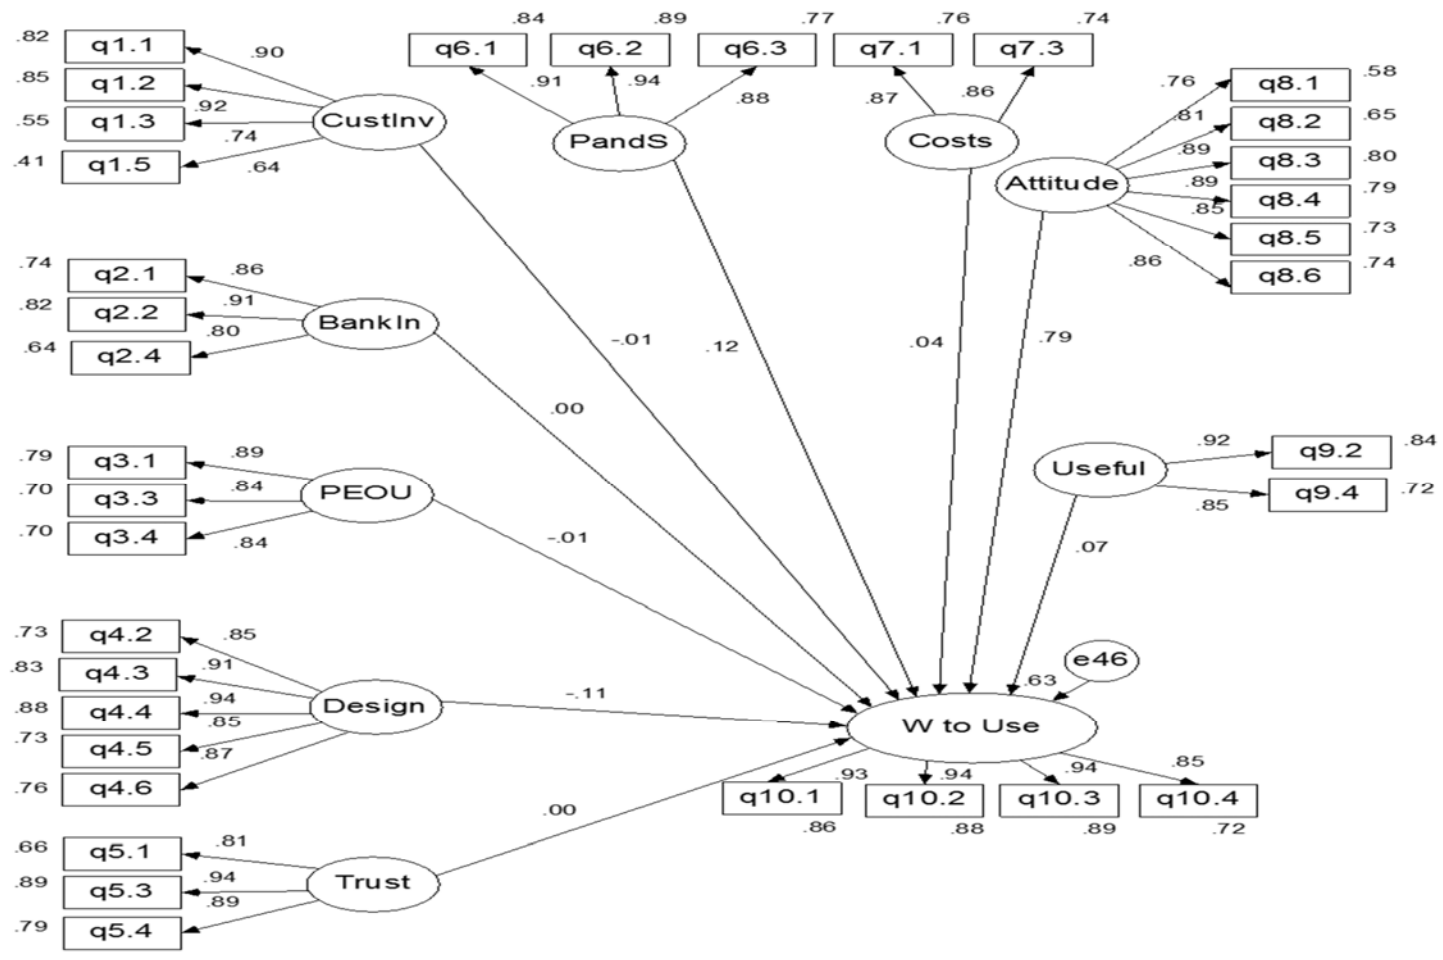 .84 .89 .77 .76 .74
.82 q1.1 .90 q6.1 q6.2 q6.3 q7.1 q7.3
.85 q1.2 .92 .91 .94 .88 .87 .86 .76 q8.1 .58
.55 q1.3 .74 CustInv .81 q8.2 .65
.41 q1.5 .64 PandS Costs .89 q8.3 .80
Attitude .89 q8.4 .79
.85 q8.5 .73
.74 q2.1 .86 .86 q8.6 .74
.82 q2.2 .91 BankIn
.64 q2.4 .80 -.01 .12 .04 .79
.00
.79 q3.1 .89 .92 q9.2 .84
.70 q3.3 .84 PEOU Useful .85 q9.4 .72
.70 q3.4 .84 -.01 .07
.73 q4.2 .85
.83 q4.3 .91 e46
.88 q4.4 .94 Design -.11 .63
.73 q4.5 .85 W to Use
.76 q4.6 .87 .93 .94 .94 .85
.00 q10.1 q10.2 q10.3 q10.4
.86 .88 .89 .72
.66 q5.1 .81
.89 q5.3 .94 Trust
.79 q5.4 .89